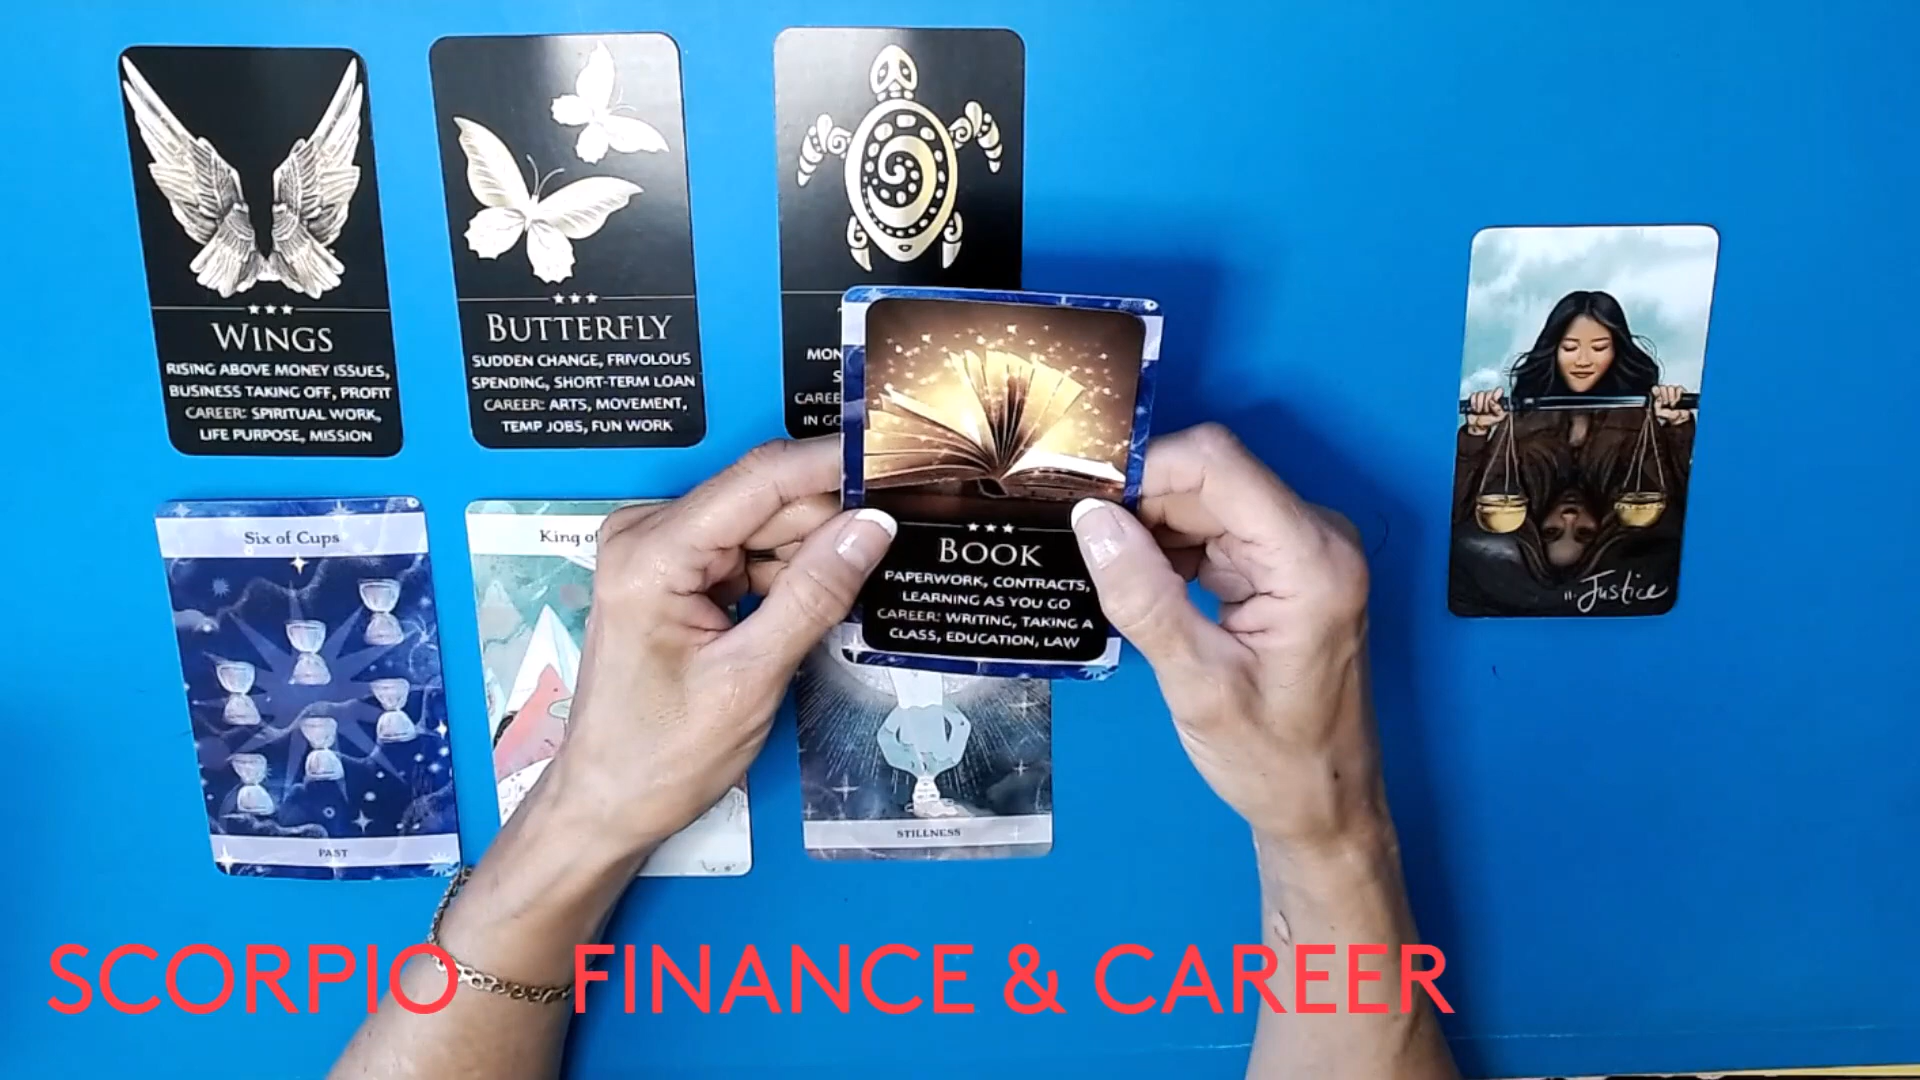 WINGS
RISING ABOVE MONEY ISSUES,
BUSINESS TAKING OFF, PROFIT
CAREER: SPIRITUAL WORK,
LIFE PURPOSE, MISSION
BUTTERFLY
SUDDEN CHANGE, FRIVOLOUS
SPENDING, SHORT-TERM LOAN
CAREER: ARTS, MOVEMENT,
TEMP JOBS, FUN WORK
BOOK
PAPERWORK, CONTRACTS,
LEARNING AS YOU GO
CAREER: WRITING, TAKING A
CLASS, EDUCATION, LAW
11. Justice
Six of Cups
PAST
King of
STILLNESS
SCORPIO FINANCE & CAREER